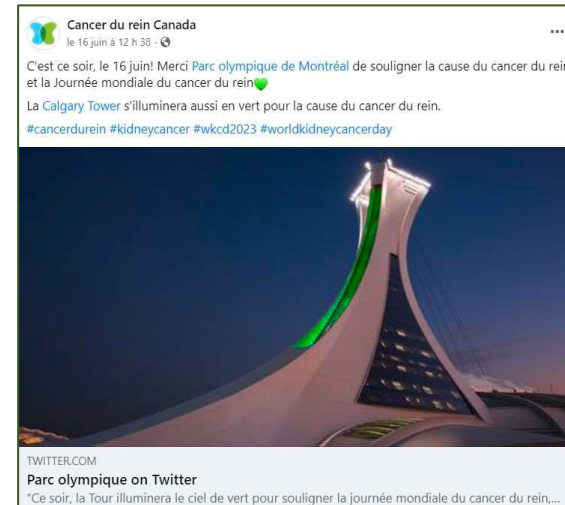 Cancer du rein Canada
le 16 juin à 12 h 38 ·
C'est ce soir, le 16 juin! Merci Parc olympique de Montréal de souligner la cause du cancer du rein
et la Journée mondiale du cancer du rein💚
La Calgary Tower s'illuminera aussi en vert pour la cause du cancer du rein.
#cancerdurein #kidneycancer #wkcd2023 #worldkidneycancerday
TWITTER.COM
Parc olympique on Twitter
"Ce soir, la Tour illuminera le ciel de vert pour souligner la journée mondiale du cancer du rein,...